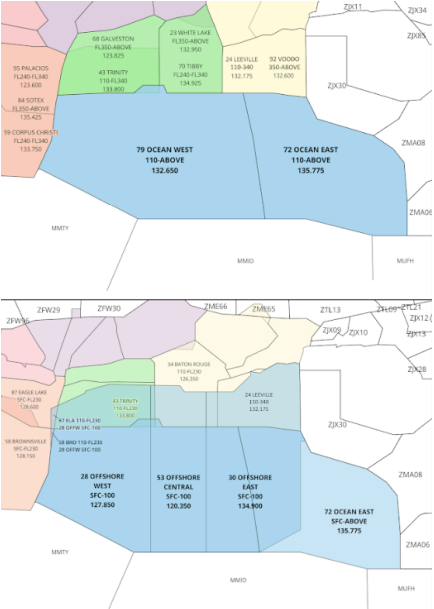 ZJX11
ZJX34
ZJX85
68 GALVESTON
FL350-ABOVE
123.825
23 WHITE LAKE
FL350-ABOVE
132.950
24 LEEVILLE
110-340
132.175
92 VOODO
350-ABOVE
132.600
95 PALACIOS
FL240-FL340
123.600
43 TRINITY
110-FL340
133.800
70 TIBBY
FL240-FL340
134.925
ZJX30
84 SOTEK
FL350-ABOVE
135.425
59 CORPUS CHRISTI
FL240-FL340
133.750
79 OCEAN WEST
110-ABOVE
132.650
72 OCEAN EAST
110-ABOVE
135.775
ZMA08
ZMA06
MMTY
MMID
MUFH
ZFW29
ZFW30
ZFW96
ZME66
ZME65
ZTL13
ZTL09
ZTL21
ZJX09
ZJX10
ZJX12
ZJX13
34 BATON ROUGE
110-FL230
126.350
ZJX28
87 EAGLE LAKE
SFC-FL230
128.600
43 TRINITY
110-FL230
133.800
24 LEEVILLE
110-340
132.175
87 ELA 110-FL230
28 OFFW SFC-100
58 BRO 110-FL230
28 OFFW SFC-100
58 BROWNSVILLE
SFC-FL230
128.150
ZJX30
28 OFFSHORE
WEST
SFC-100
127.850
53 OFFSHORE
CENTRAL
SFC-100
120.350
30 OFFSHORE
EAST
SFC-100
134.900
72 OCEAN EAST
SFC-ABOVE
135.775
ZMA08
ZMA06
MMTY
MMID
MUFH